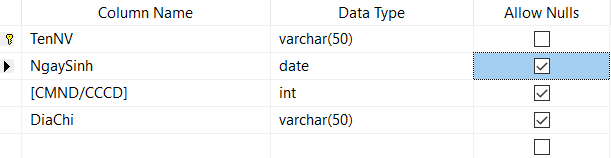 Column Name Data Type Allow Nulls
TenNV varchar(50)
NgaySinh date
[CMND/CCCD] int
DiaChi varchar(50)